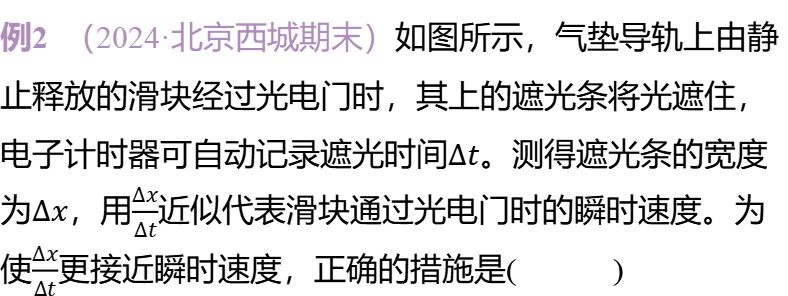 例2 （2024·北京西城期末）如图所示，气垫导轨上由静
止释放的滑块经过光电门时，其上的遮光条将光遮住，
电子计时器可自动记录遮光时间Δt。测得遮光条的宽度
为Δx，用Δx/Δt近似代表滑块通过光电门时的瞬时速度。为
使Δx/Δt更接近瞬时速度，正确的措施是(      )